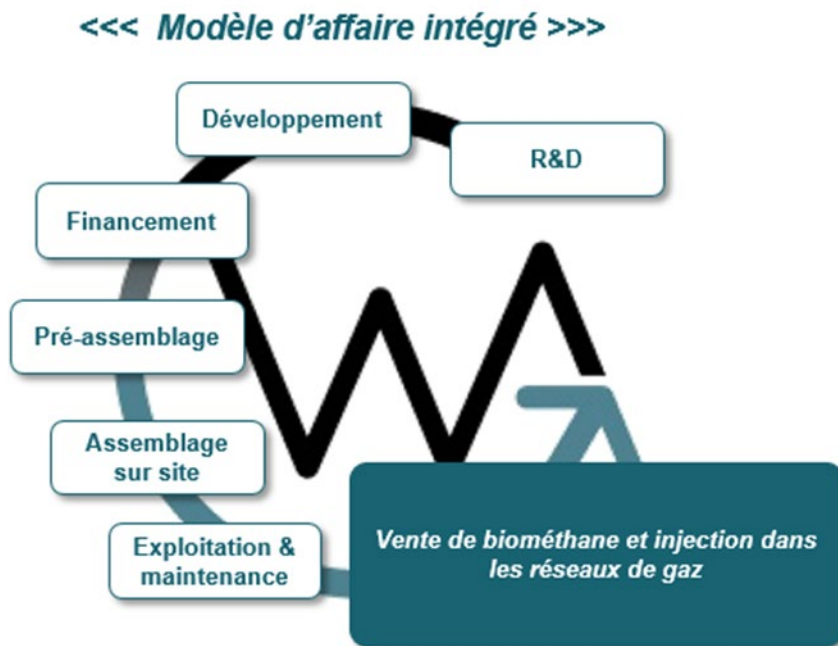 <<< Modèle d'affaire intégré >>>
Développement
R&D
Financement
Pré-assemblage
Assemblage
sur site
Exploitation &
maintenance
Vente de biométhane et injection dans
les réseaux de gaz